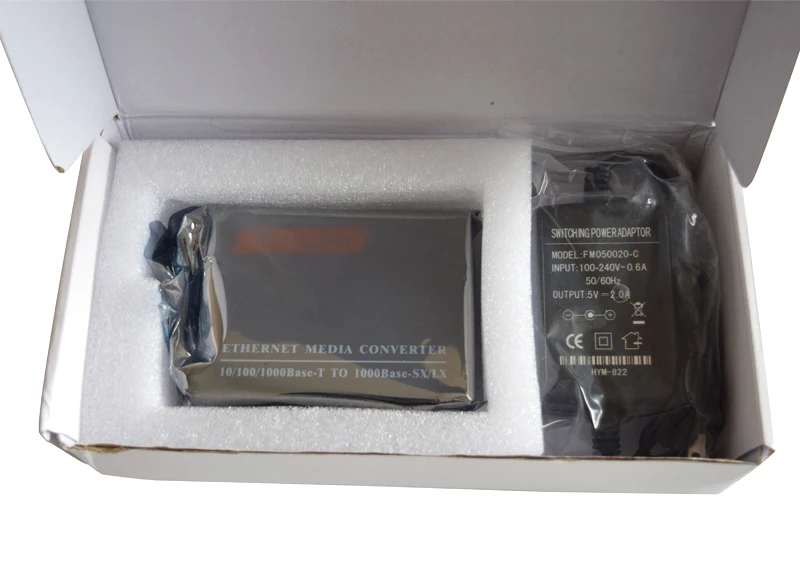 ETHERNET MEDIA CONVERTER
10/100/1000Base-T TO 1000Base-SX/LX
SWITCHING POWER ADAPTOR
MODEL:FM050020-C
INPUT:100-240V~0.6A
50/60Hz
OUTPUT:5V⎓2.0A
CE
HYM-822